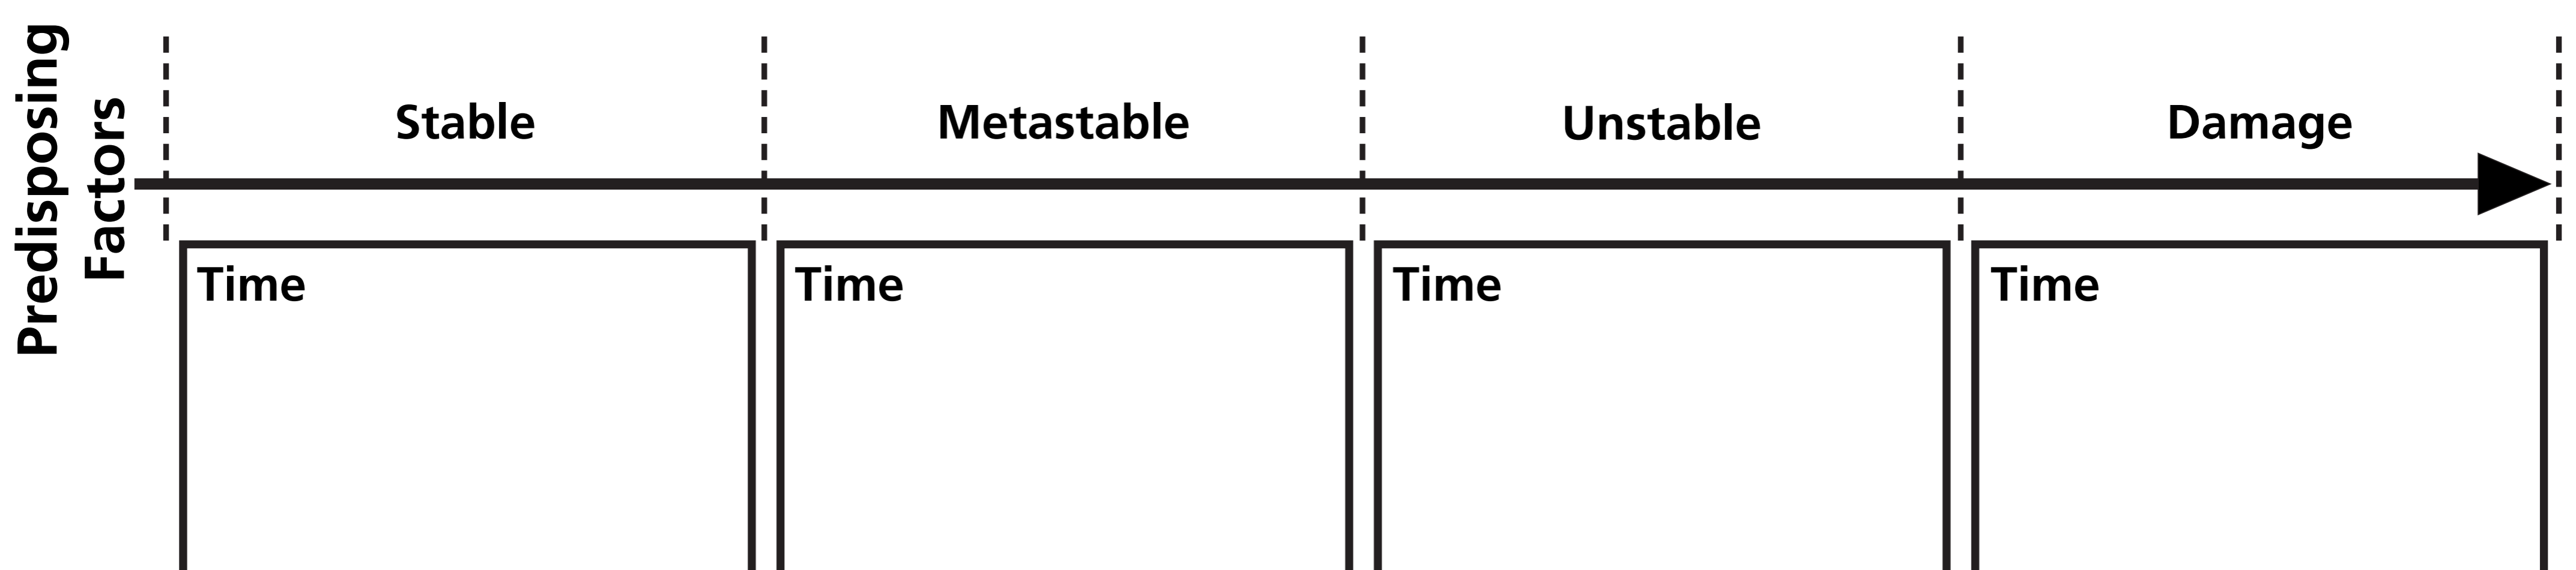 Predisposing
Factors
Stable
Metastable
Unstable
Damage
Time
Time
Time
Time